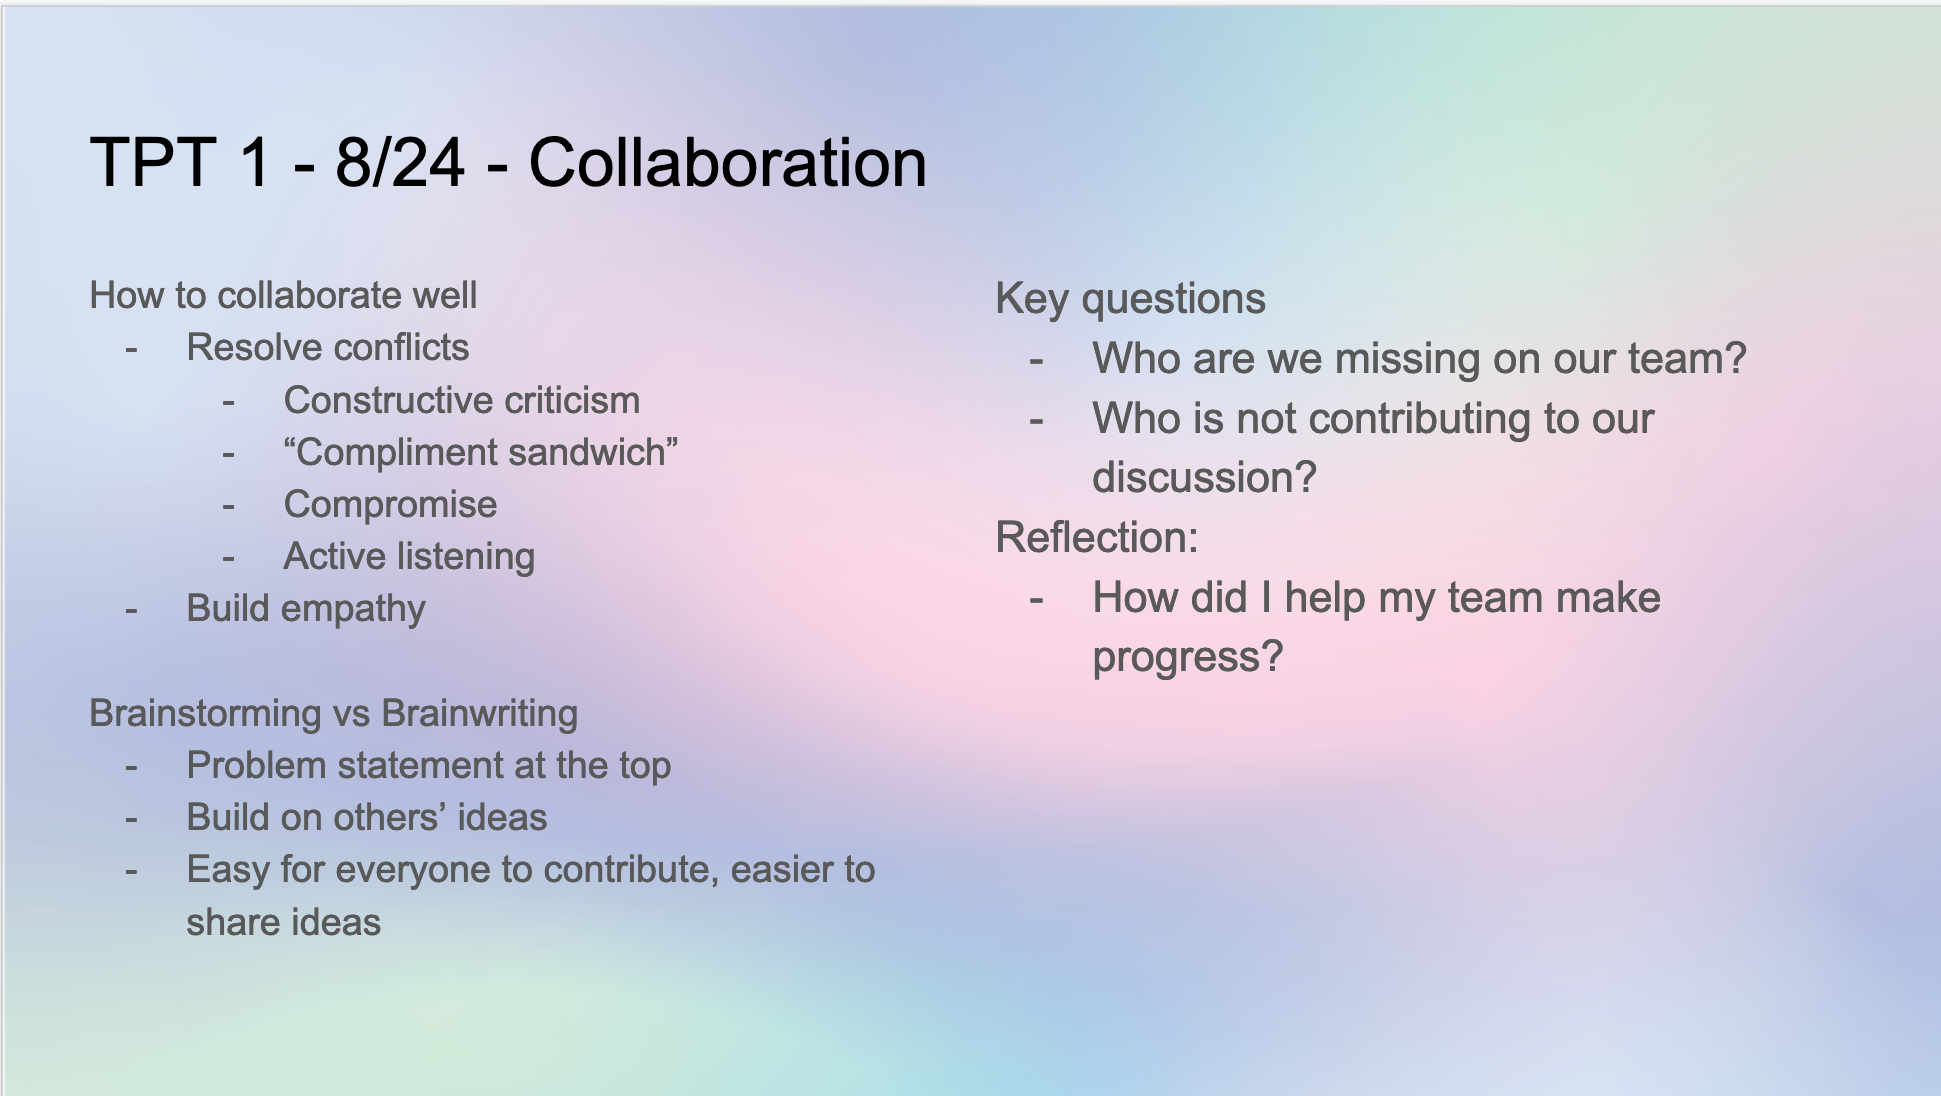 TPT 1 - 8/24 - Collaboration
How to collaborate well
- Resolve conflicts
- Constructive criticism
- “Compliment sandwich”
- Compromise
- Active listening
- Build empathy
Brainstorming vs Brainwriting
- Problem statement at the top
- Build on others’ ideas
- Easy for everyone to contribute, easier to
share ideas
Key questions
- Who are we missing on our team?
- Who is not contributing to our
discussion?
Reflection:
- How did I help my team make
progress?